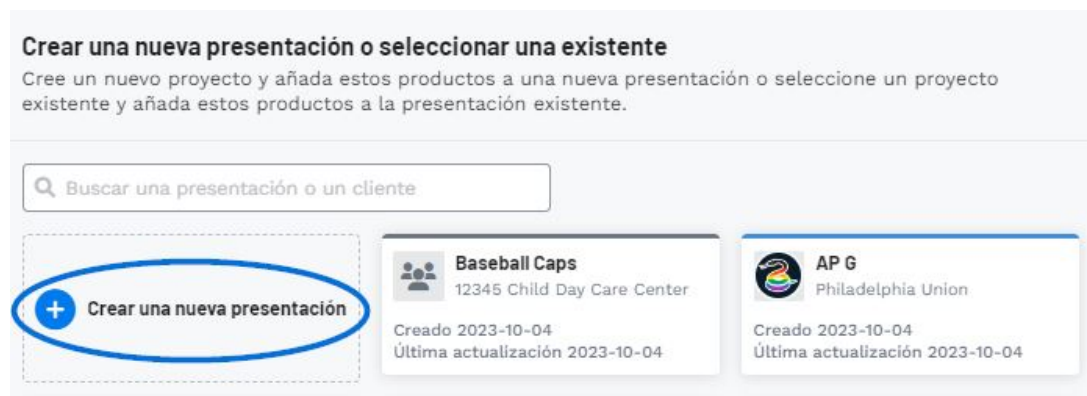 Crear una nueva presentación o seleccionar una existente
Cree un nuevo proyecto y añada estos productos a una nueva presentación o seleccione un proyecto
existente y añada estos productos a la presentación existente.
Buscar una presentación o un cliente
Crear una nueva presentación
Baseball Caps
12345 Child Day Care Center
Creado 2023-10-04
Última actualización 2023-10-04
AP G
Philadelphia Union
Creado 2023-10-04
Última actualización 2023-10-04